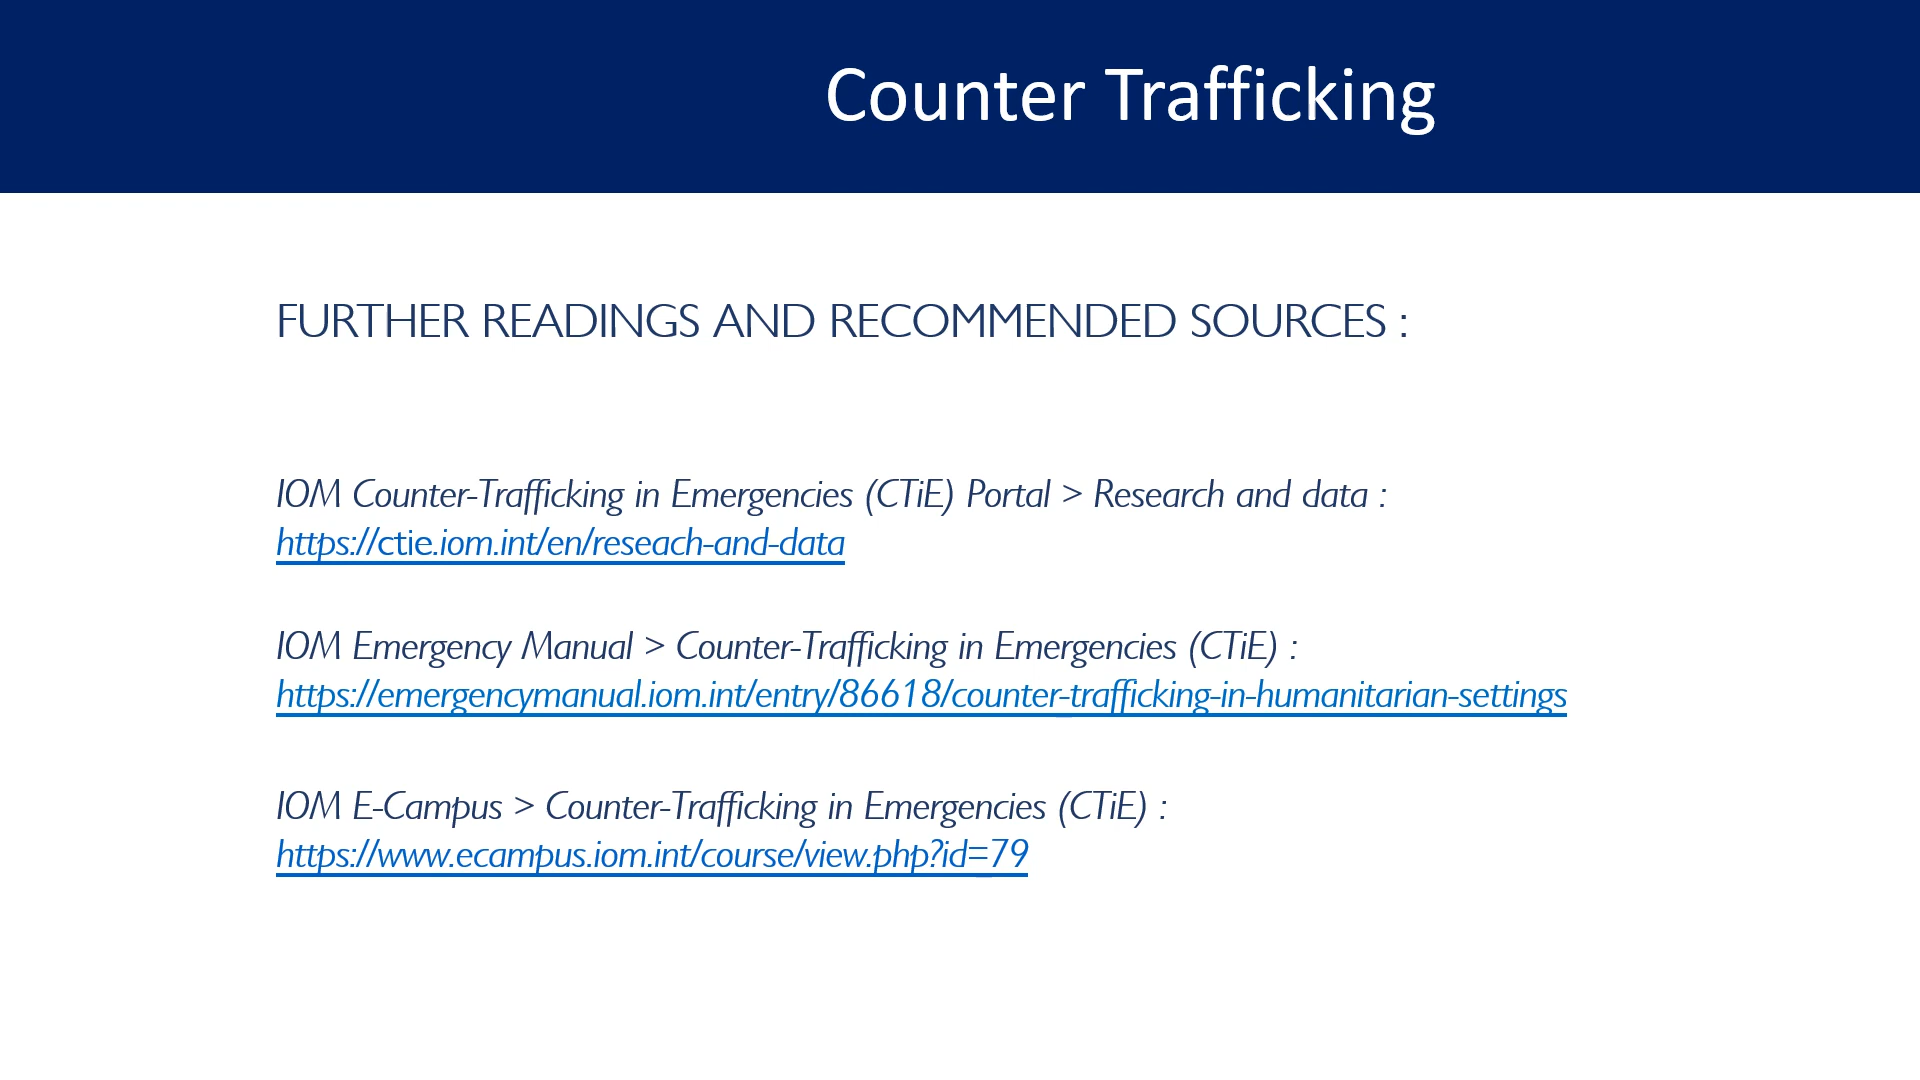 Counter Trafficking
FURTHER READINGS AND RECOMMENDED SOURCES :
IOM Counter-Trafficking in Emergencies (CTiE) Portal > Research and data :
https://ctie.iom.int/en/reseach-and-data
IOM Emergency Manual > Counter-Trafficking in Emergencies (CTiE) :
https://emergencymanual.iom.int/entry/86618/counter-trafficking-in-humanitarian-settings
IOM E-Campus > Counter-Trafficking in Emergencies (CTiE) :
https://www.ecampus.iom.int/course/view.php?id=79